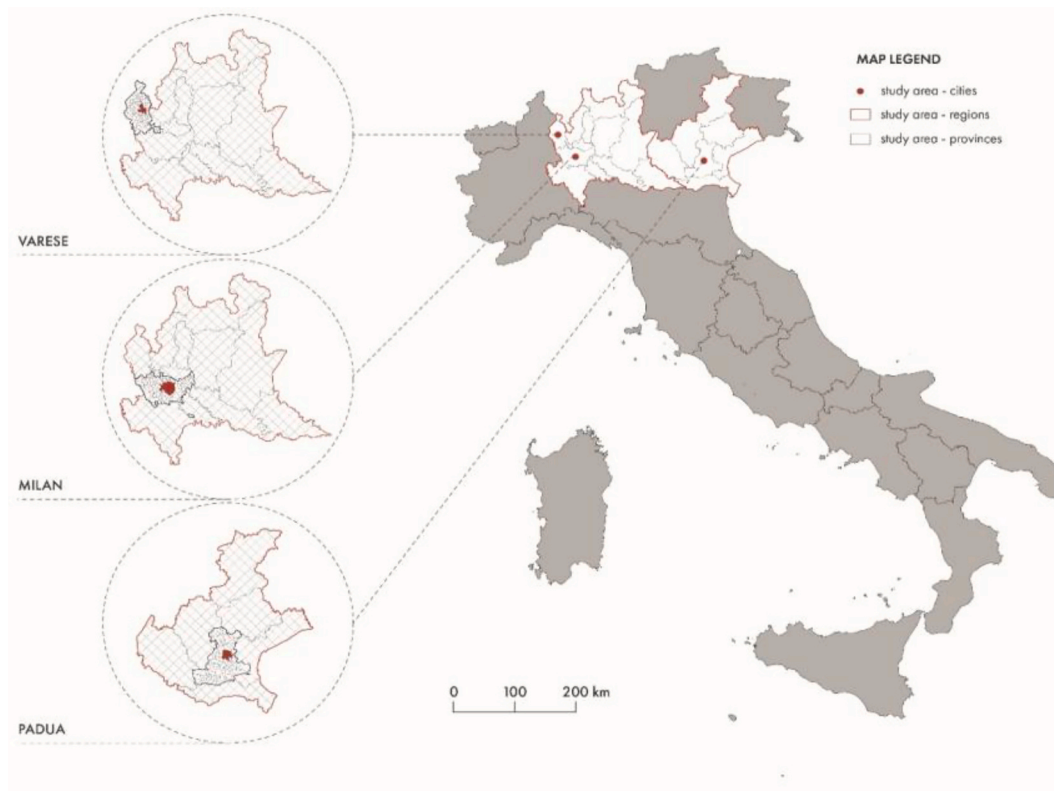 MAP LEGEND
study area - cities
study area - regions
study area - provinces
VARESE
MILAN
PADUA
0 100 200 km